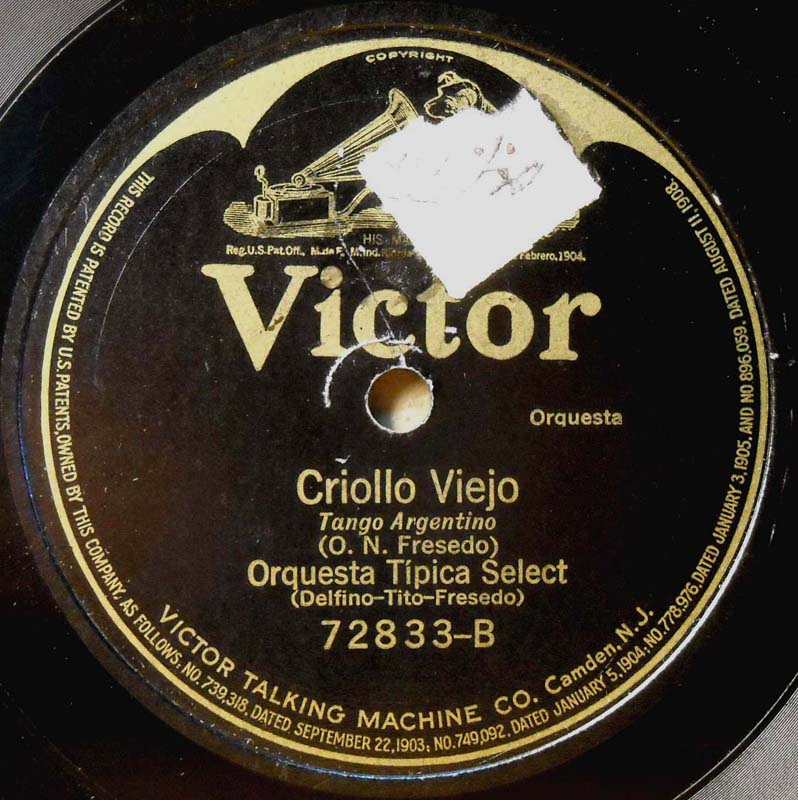 COPYRIGHT
HIS
Reg.U.S.Pat.Off., M.de F. M.Ind. Febrero,1904.
Victor
Orquesta
Criollo Viejo
Tango Argentino
(O. N. Fresedo)
Orquesta Típica Select
(Delfino-Tito-Fresedo)
72833-B
VICTOR TALKING MACHINE CO. Camden, N. J.
THIS RECORD IS PATENTED BY U.S. PATENTS, OWNED BY THIS COMPANY, AS FOLLOWS: NO. 739,318, DATED SEPTEMBER 22, 1903; NO. 749,092, DATED JANUARY 5, 1904; NO. 778,976, DATED JANUARY 3, 1905, AND NO 896,059, DATED AUGUST 11, 1908.